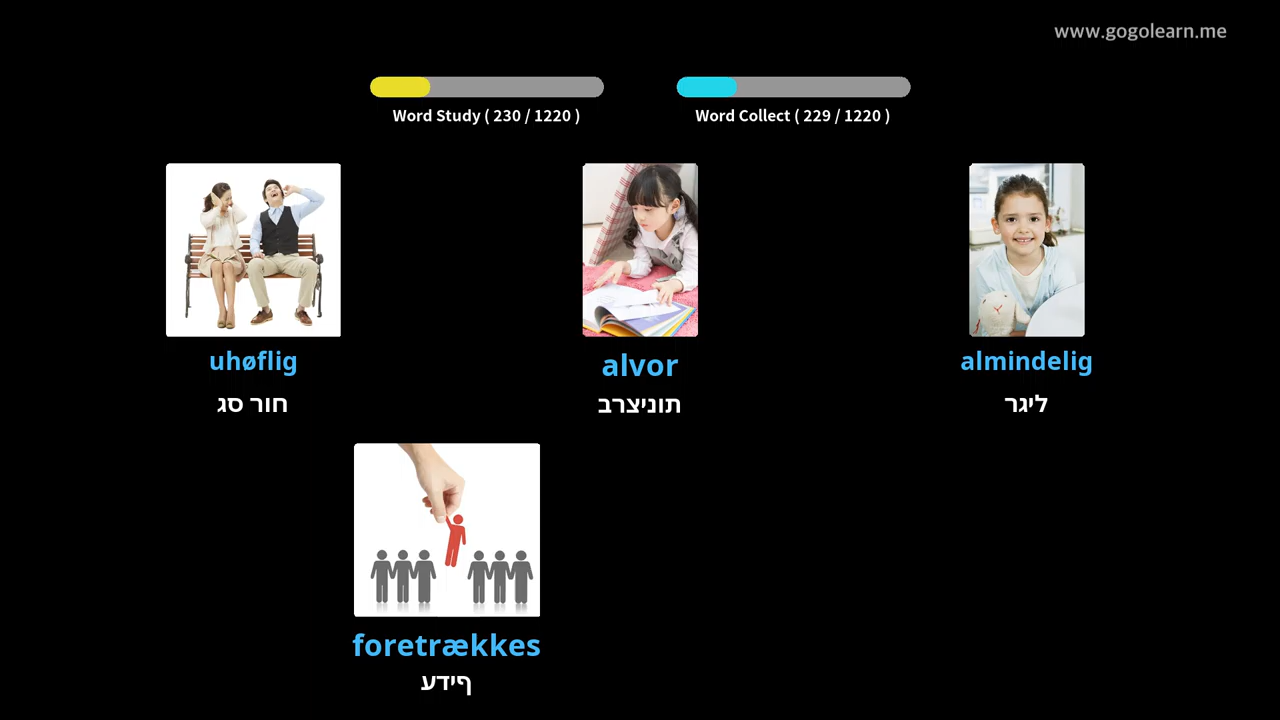 www.gogolearn.me
Word Study ( 230 / 1220 )
Word Collect ( 229 / 1220 )
uhøflig
חור סג
alvor
תוניצרב
almindelig
ליגר
foretrækkes
ףידע